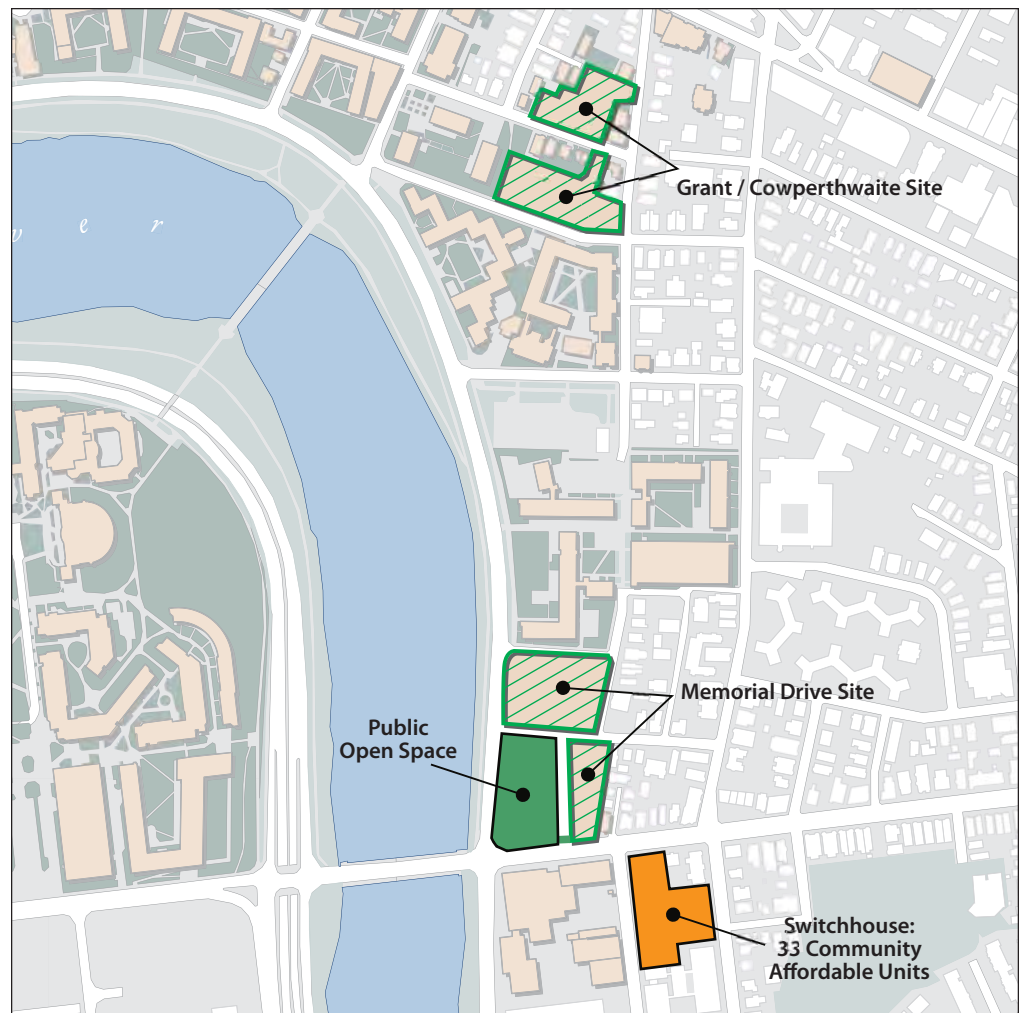 v e r
Grant / Cowperthwaite Site
Memorial Drive Site
Public
Open Space
Switchhouse:
33 Community
Affordable Units